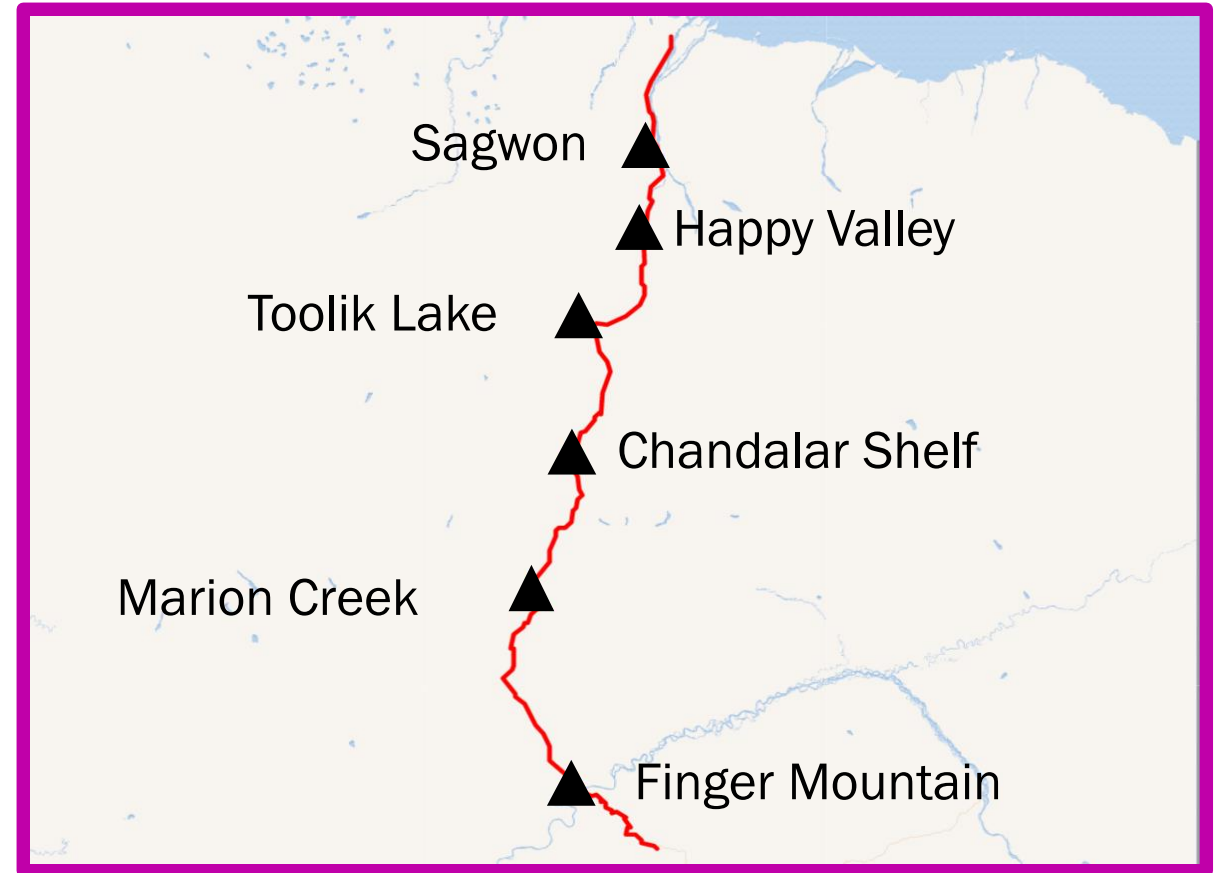 Sagwon
Happy Valley
Toolik Lake
Chandalar Shelf
Marion Creek
Finger Mountain